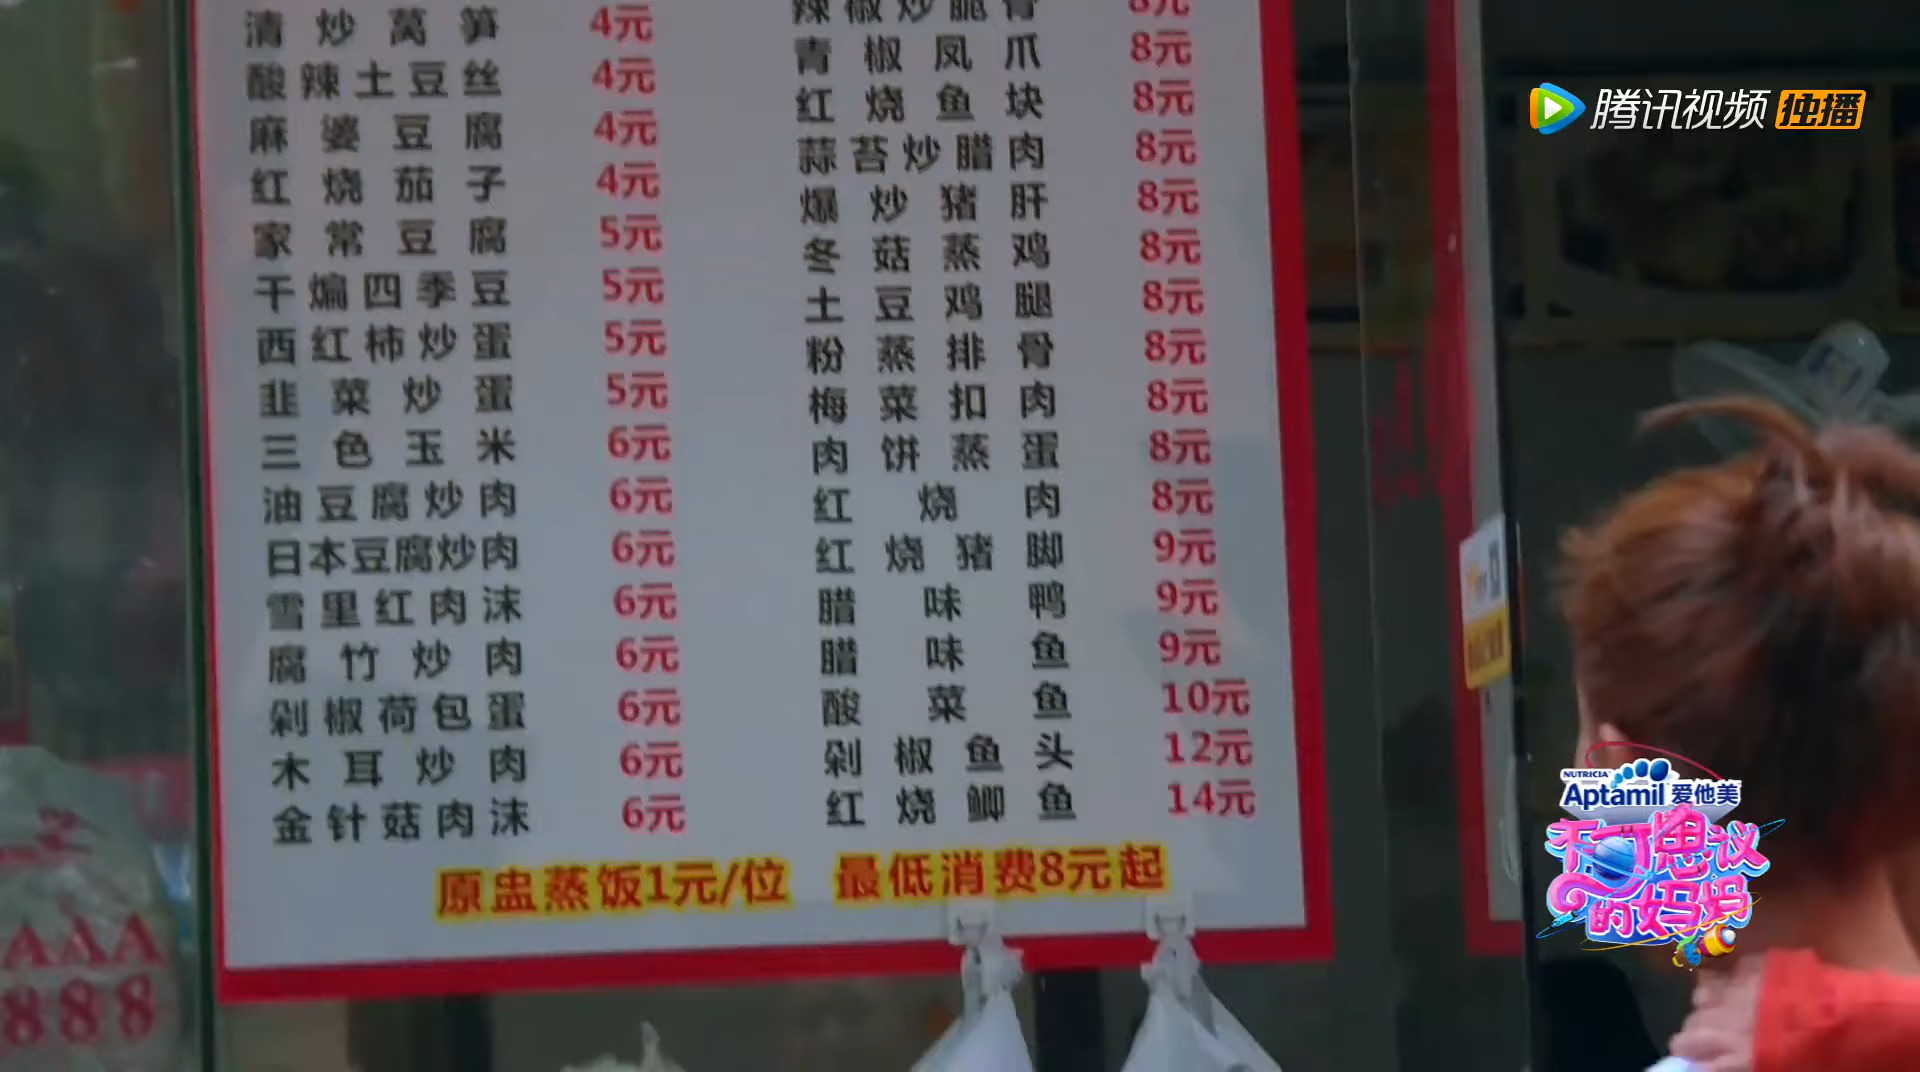 清炒莴笋 4元
酸辣土豆丝 4元
麻婆豆腐 4元
红烧茄子 4元
家常豆腐 5元
干煸四季豆 5元
西红柿炒蛋 5元
韭菜炒蛋 5元
三色玉米 6元
油豆腐炒肉 6元
日本豆腐炒肉 6元
雪里红肉沫 6元
腐竹炒肉 6元
剁椒荷包蛋 6元
木耳炒肉 6元
金针菇肉沫 6元
辣椒炒脆骨 8元
青椒凤爪 8元
红烧鱼块 8元
蒜苔炒腊肉 8元
爆炒猪肝 8元
冬菇蒸鸡 8元
土豆鸡腿 8元
粉蒸排骨 8元
梅菜扣肉 8元
肉饼蒸蛋 8元
红烧肉 8元
红烧猪脚 9元
腊味鸭 9元
腊味鱼 9元
酸菜鱼 10元
剁椒鱼头 12元
红烧鲫鱼 14元
原盅蒸饭1元/位 最低消费8元起
腾讯视频 独播
NUTRICIA
Aptamil 爱他美
不可思议
的妈妈
AAA
888